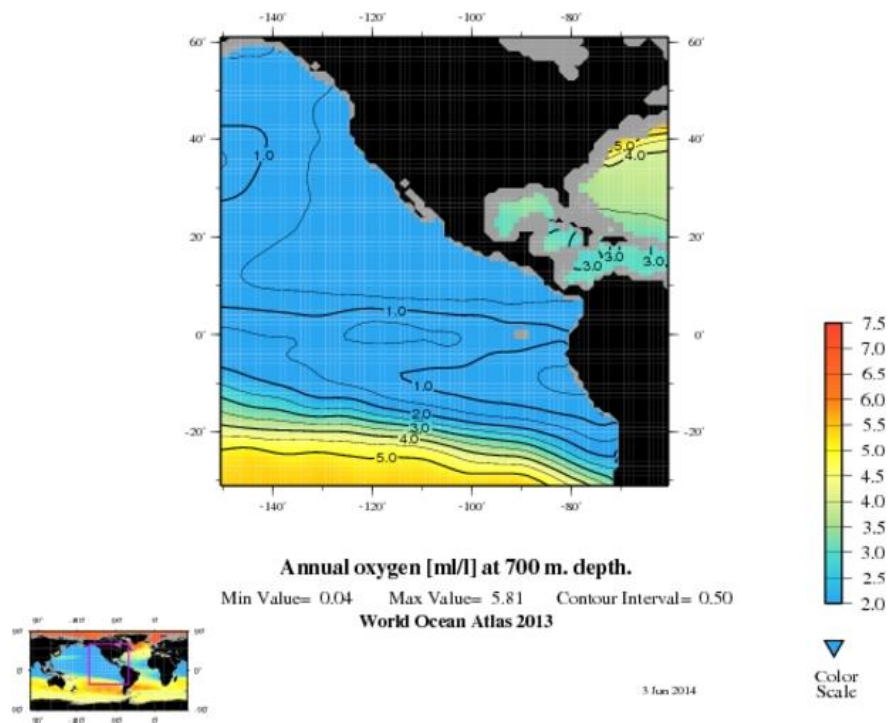 -140˚ -120˚ -100˚ -80˚
60˚ 60˚
40˚ 1.0 5.0 4.0 40˚
20˚ 3.0 3.0 3.0 20˚
0˚ 1.0 0˚
1.0
-20˚ 2.0 3.0 4.0 -20˚
5.0
-140˚ -120˚ -100˚ -80˚
7.5
7.0
6.5
6.0
5.5
5.0
4.5
4.0
3.5
3.0
2.5
2.0
Color
Scale
Annual oxygen [ml/l] at 700 m. depth.
Min Value= 0.04 Max Value= 5.81 Contour Interval= 0.50
World Ocean Atlas 2013
3 Jun 2014